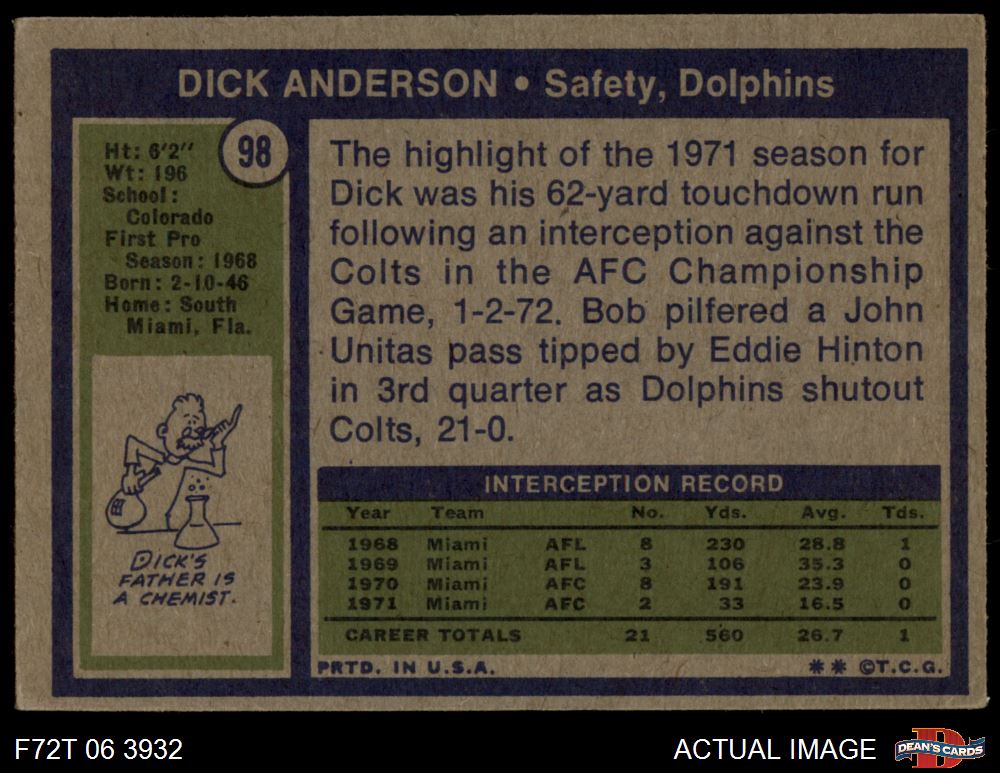 DICK ANDERSON • Safety, Dolphins
98
Ht: 6'2"
Wt: 196
School:
Colorado
First Pro
Season: 1968
Born: 2-10-46
Home: South
Miami, Fla.
DICK'S
FATHER IS
A CHEMIST.
The highlight of the 1971 season for
Dick was his 62-yard touchdown run
following an interception against the
Colts in the AFC Championship
Game, 1-2-72. Bob pilfered a John
Unitas pass tipped by Eddie Hinton
in 3rd quarter as Dolphins shutout
Colts, 21-0.
INTERCEPTION RECORD
Year Team No. Yds. Avg. Tds.
1968 Miami AFL 8 230 28.8 1
1969 Miami AFL 3 106 35.3 0
1970 Miami AFC 8 191 23.9 0
1971 Miami AFC 2 33 16.5 0
CAREER TOTALS 21 560 26.7 1
PRTD. IN U.S.A. ** ©T.C.G.
F72T 06 3932 ACTUAL IMAGE DEAN'S CARDS